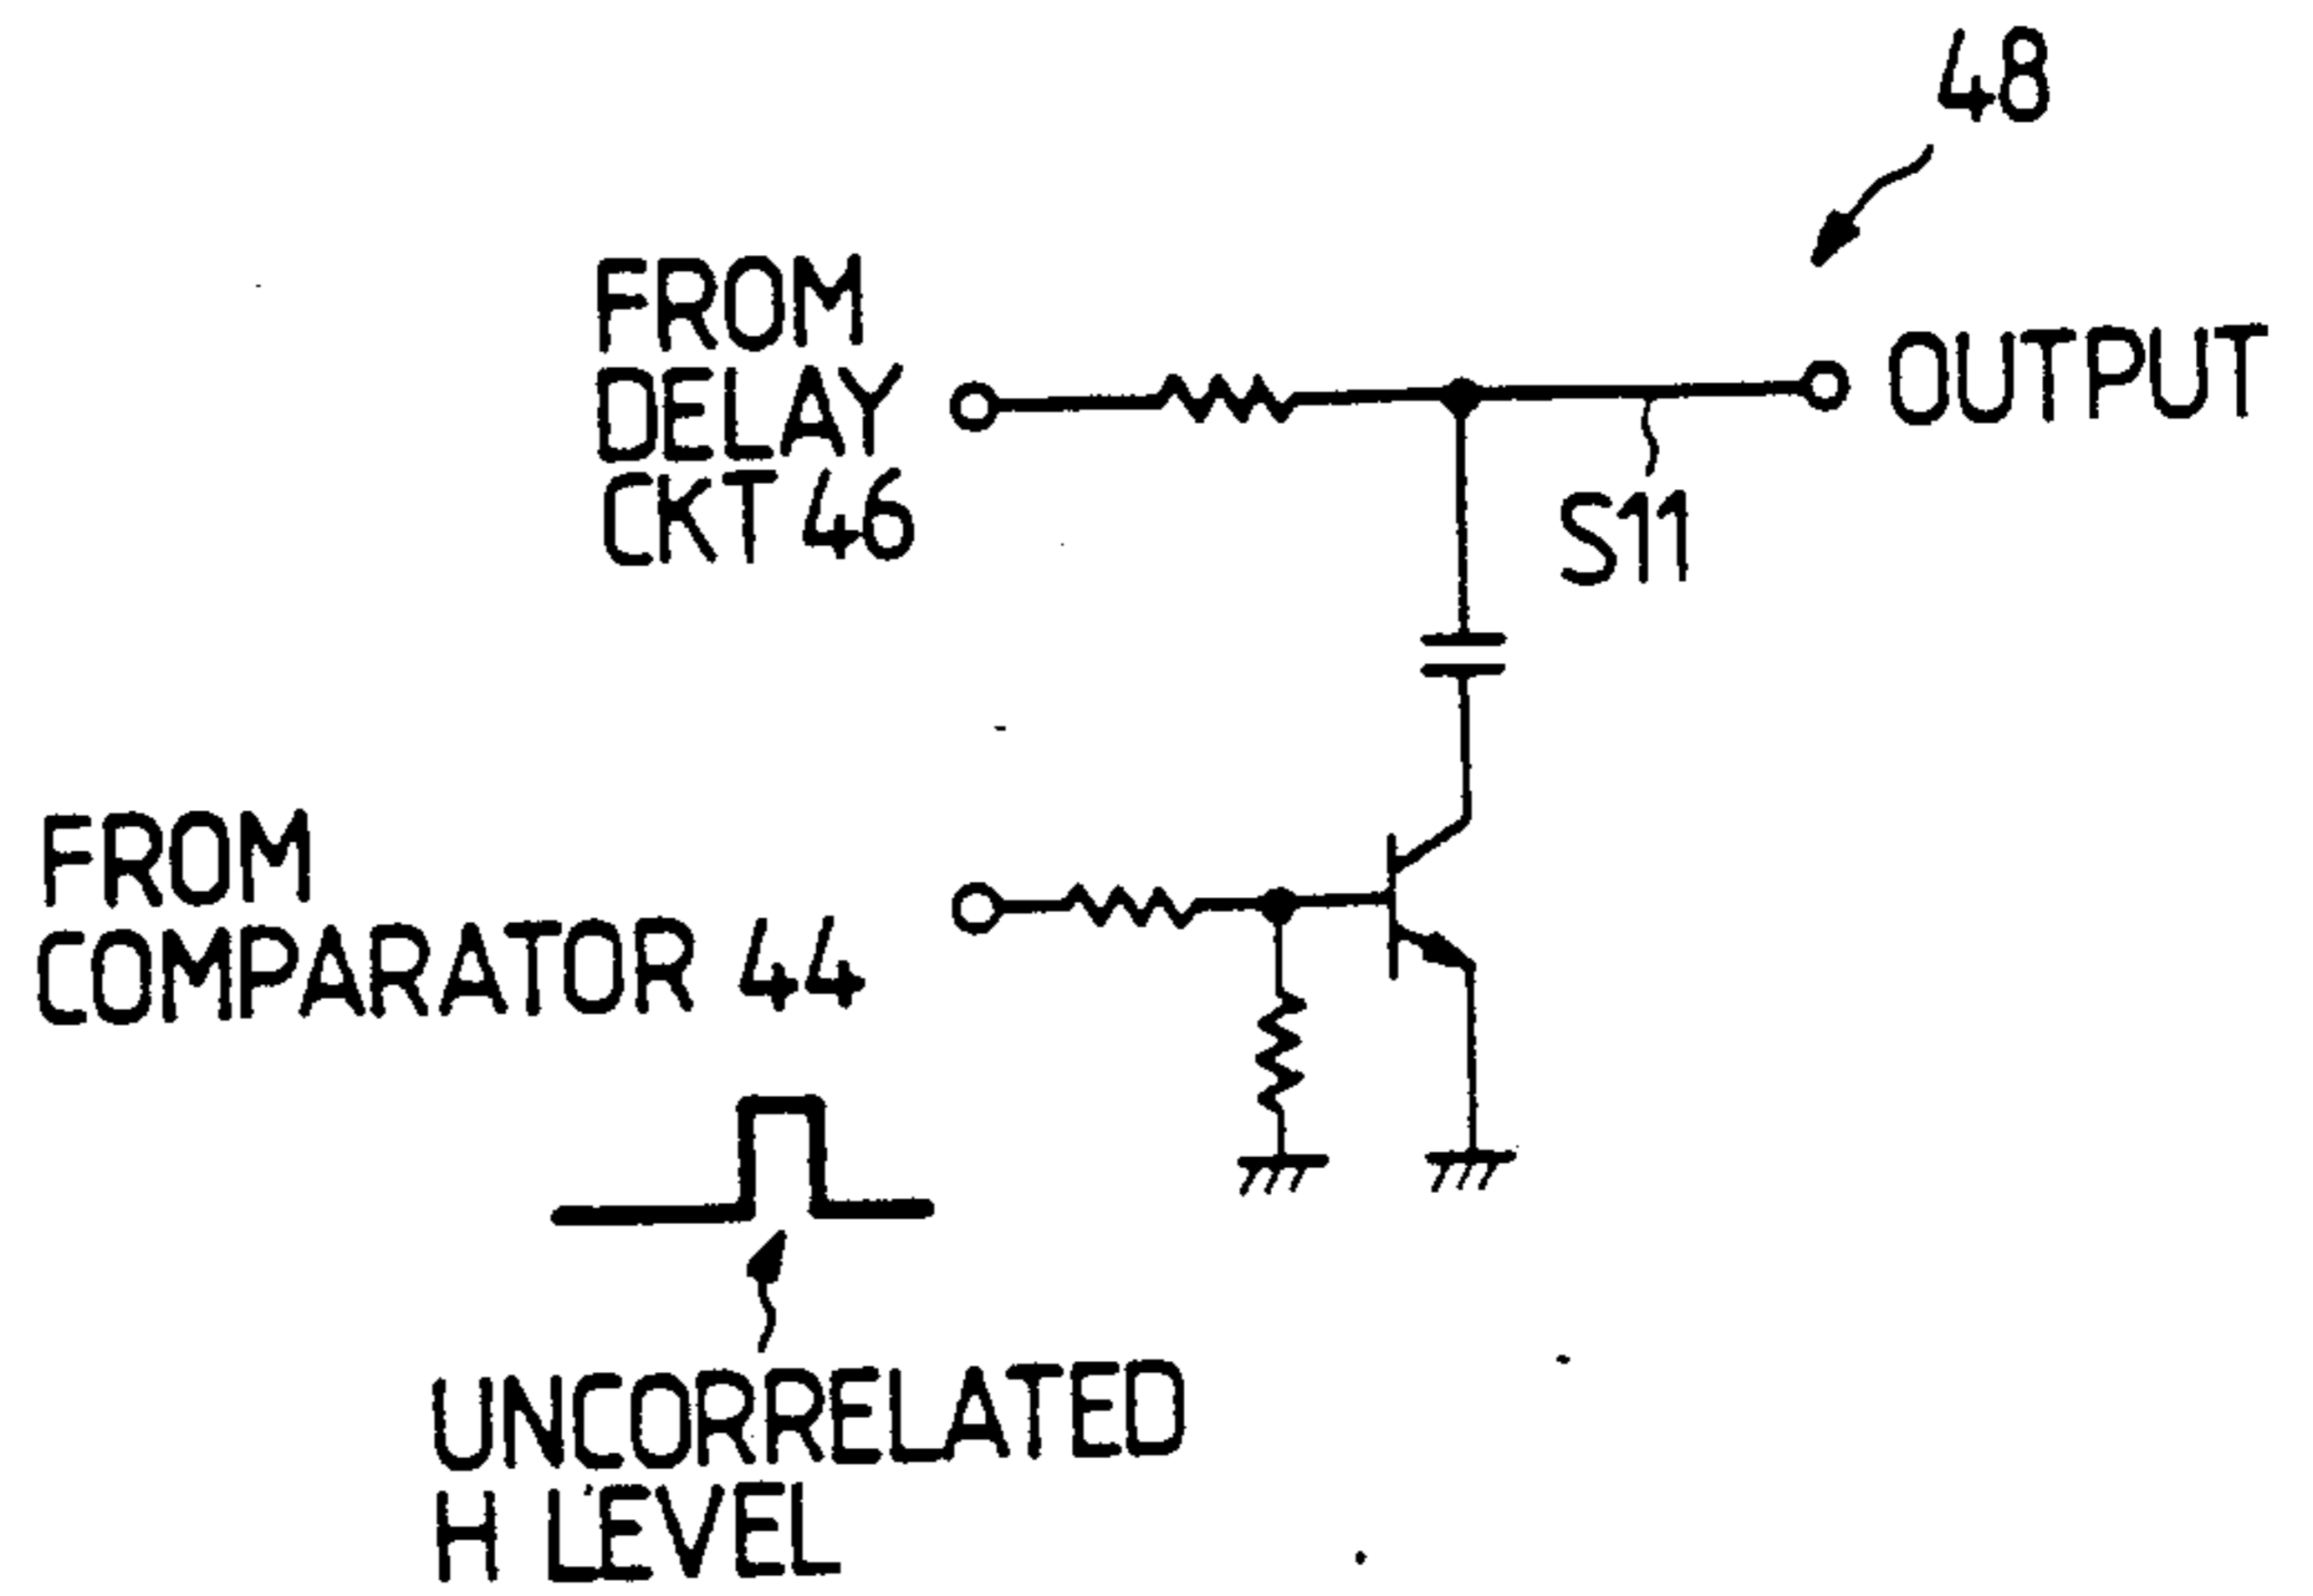 48
FROM
DELAY
CKT 46
OUTPUT
S11
FROM
COMPARATOR 44
UNCORRELATED
H LEVEL